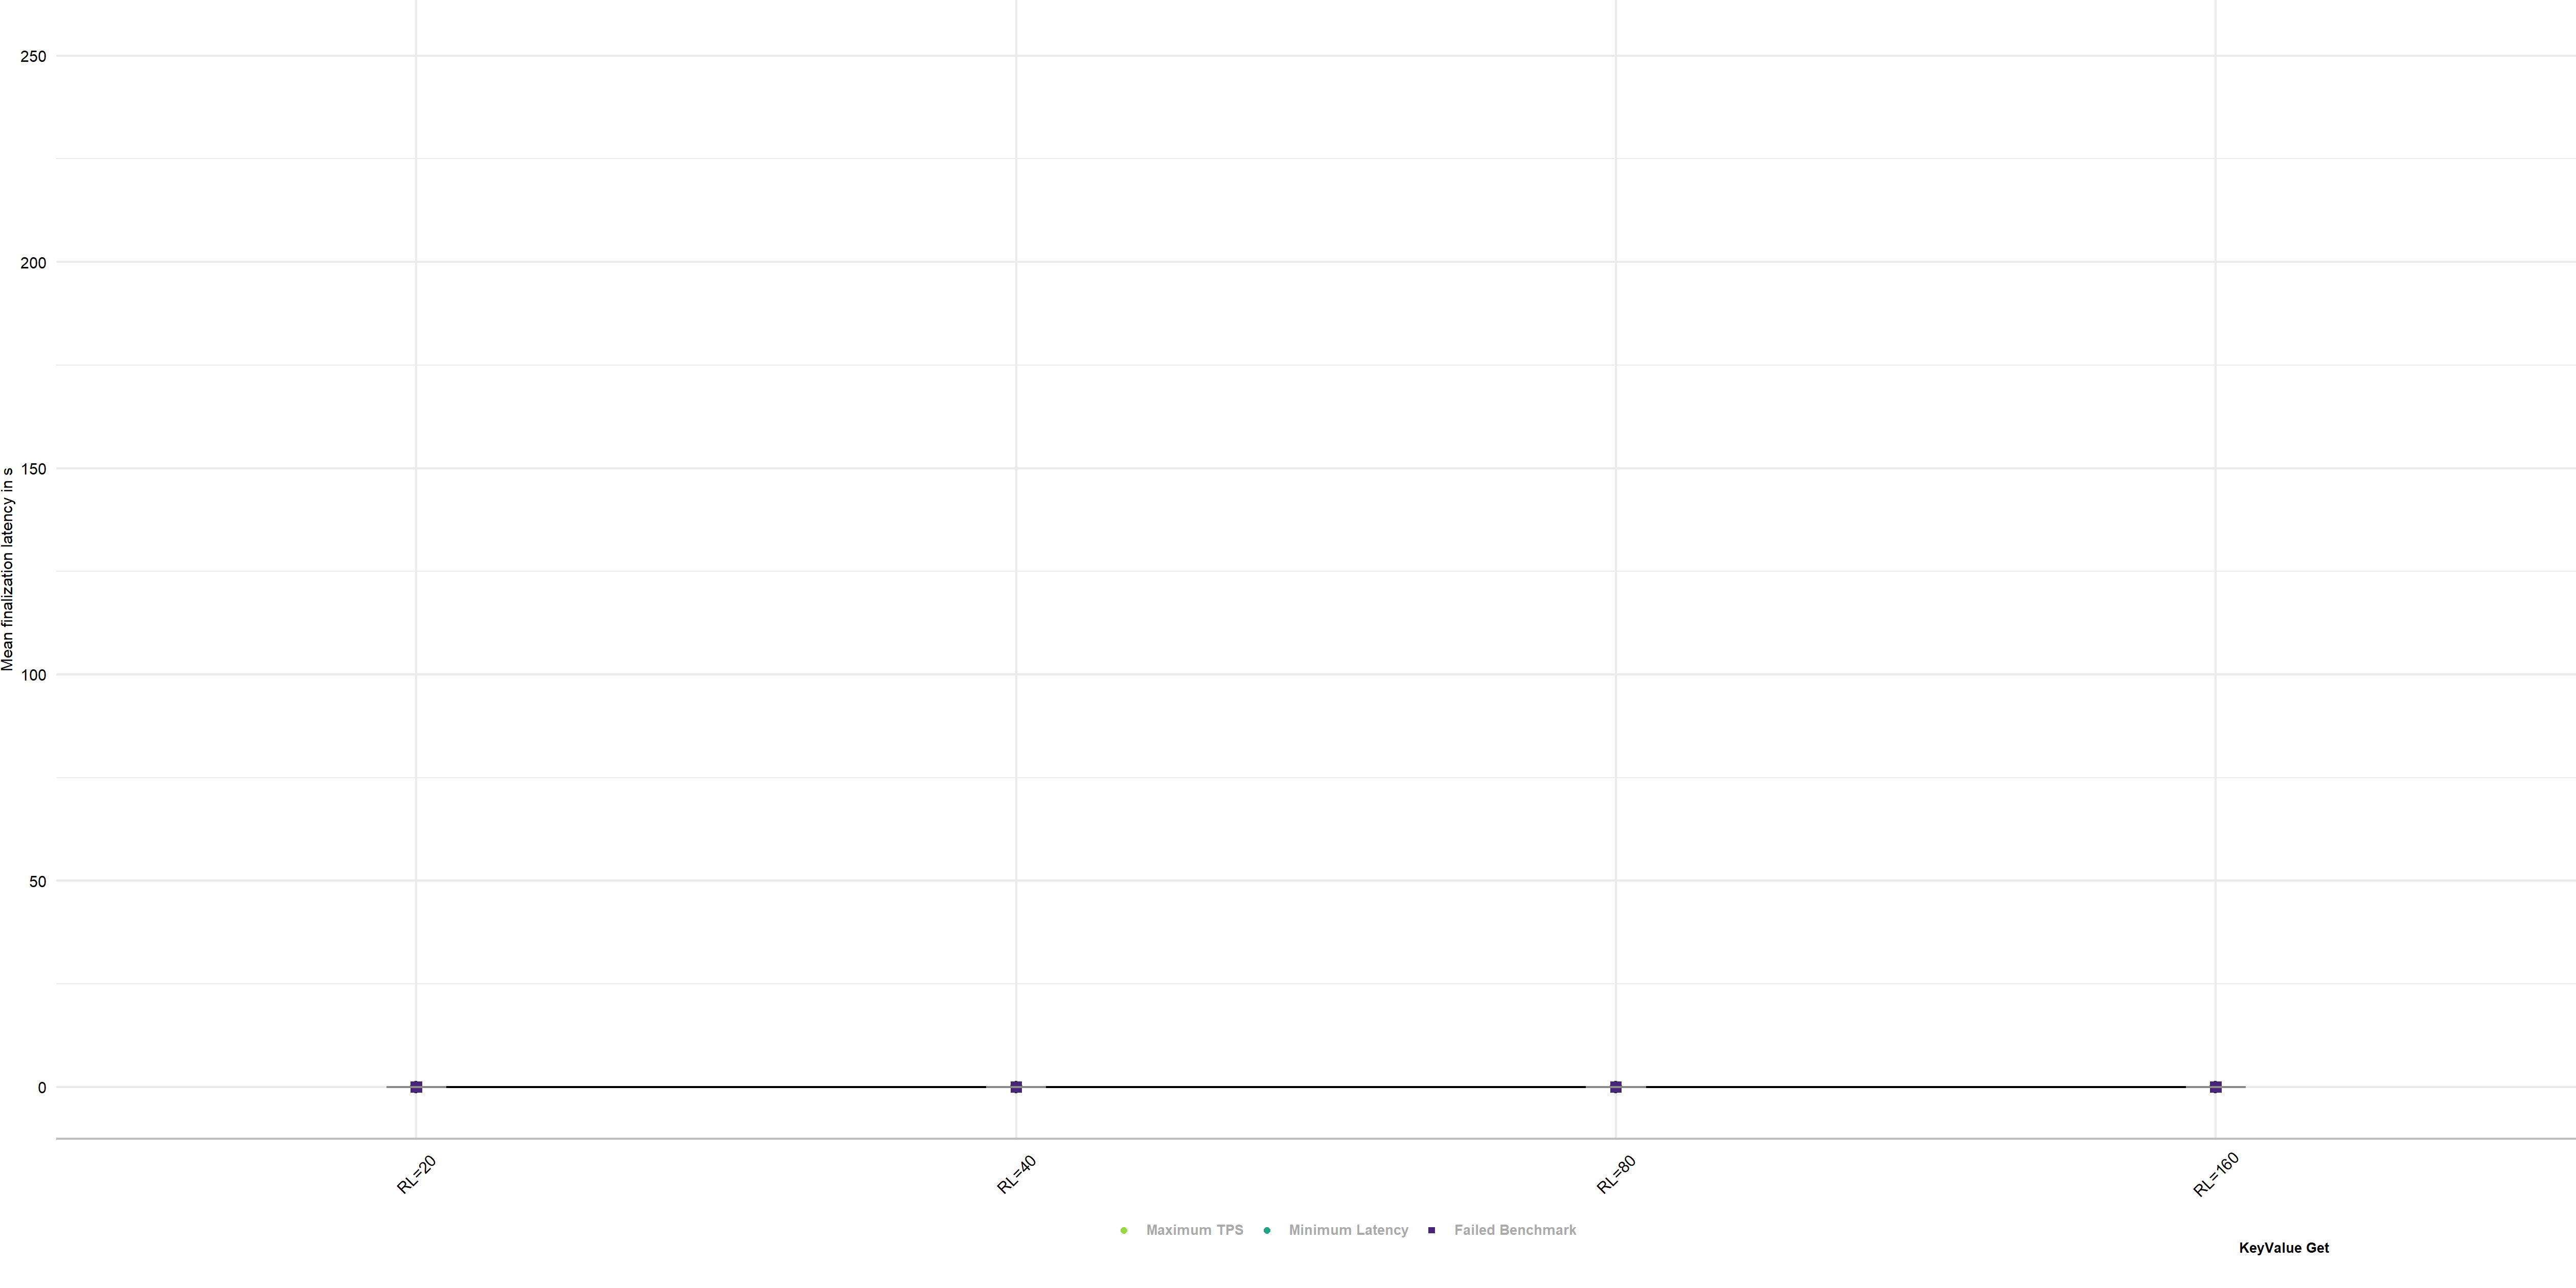 Mean finalization latency in s
250
200
150
100
50
0
RL=20
RL=40
RL=80
RL=160
Maximum TPS
Minimum Latency
Failed Benchmark
KeyValue Get